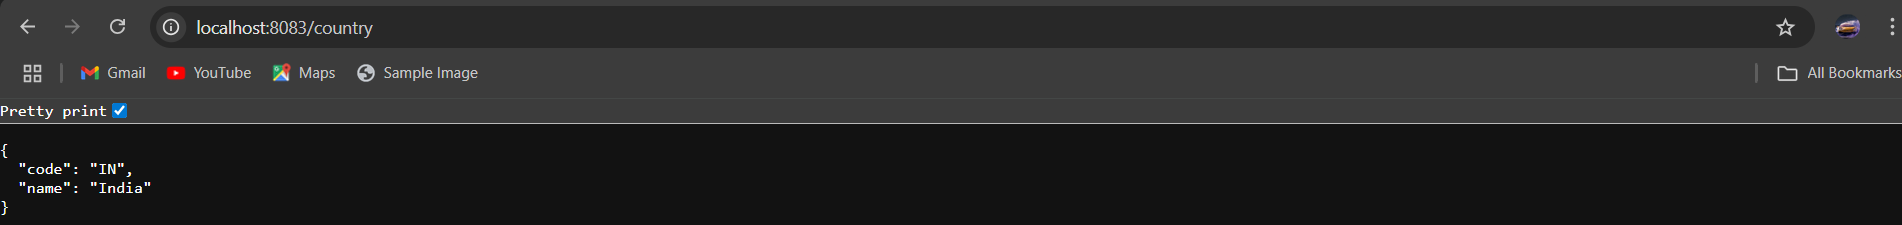 localhost:8083/country
Gmail YouTube Maps Sample Image All Bookmarks
Pretty print
{
  "code": "IN",
  "name": "India"
}